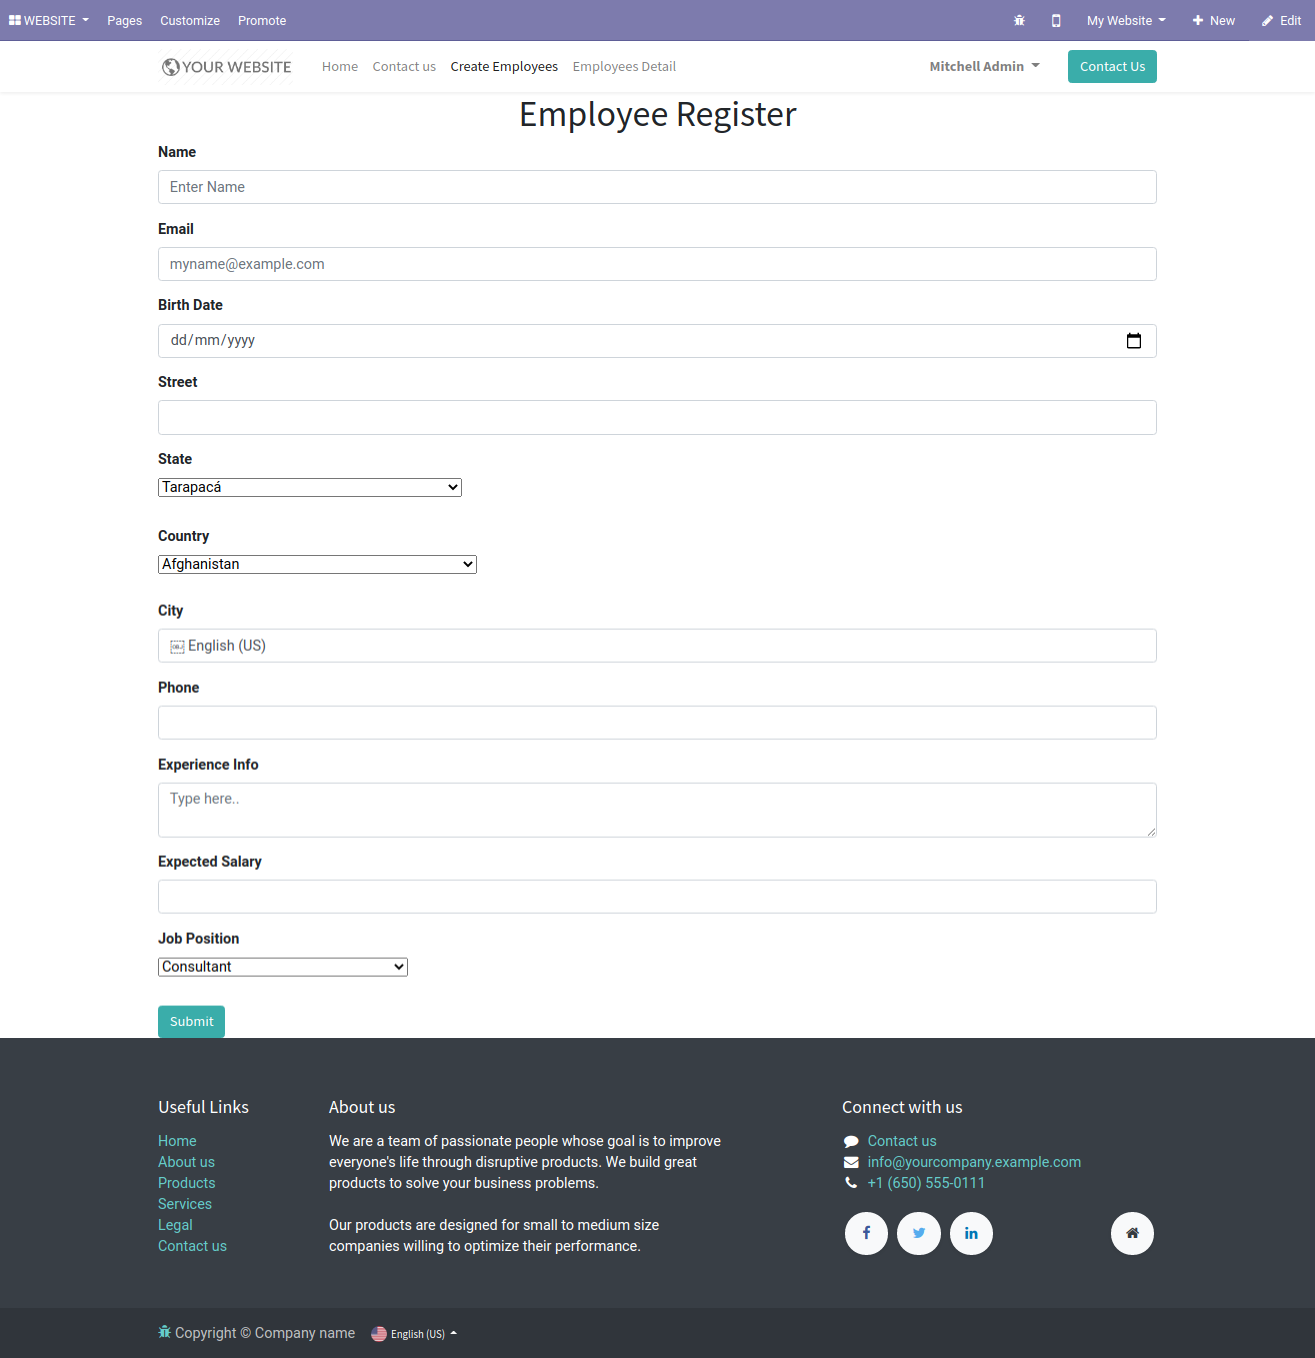 WEBSITE Pages Customize Promote My Website New Edit
YOUR WEBSITE Home Contact us Create Employees Employees Detail Mitchell Admin Contact Us
Employee Register
Name
Enter Name
Email
myname@example.com
Birth Date
dd/mm/yyyy
Street
State
Tarapacá
Country
Afghanistan
City
OBJ English (US)
Phone
Experience Info
Type here..
Expected Salary
Job Position
Consultant
Submit
Useful Links
Home
About us
Products
Services
Legal
Contact us
About us
We are a team of passionate people whose goal is to improve
everyone's life through disruptive products. We build great
products to solve your business problems.
Our products are designed for small to medium size
companies willing to optimize their performance.
Connect with us
Contact us
info@yourcompany.example.com
+1 (650) 555-0111
Copyright © Company name English (US)